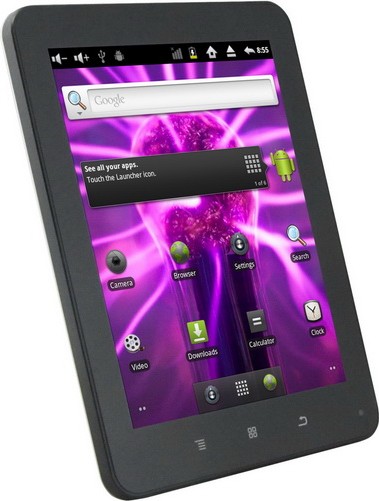 8:55
Google
See all your apps.
Touch the Launcher icon.
1 of 6
Camera
Browser
Settings
Search
Video
Downloads
Calculator
Clock